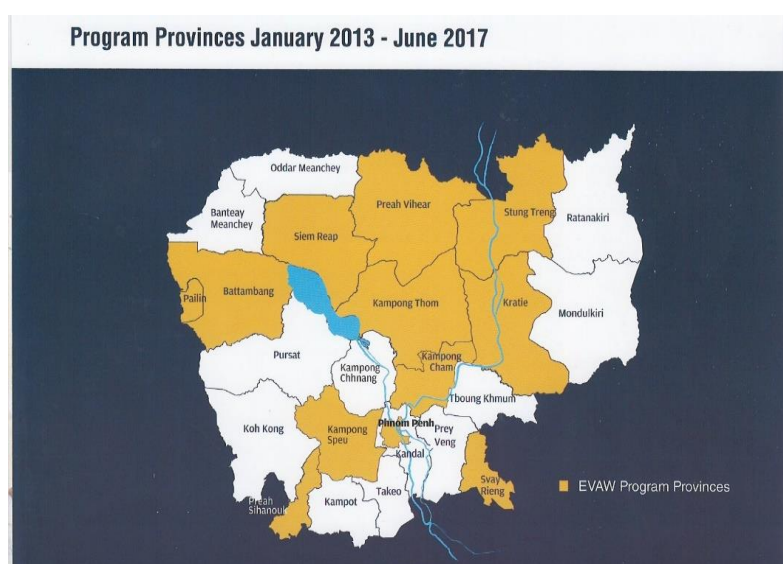 Program Provinces January 2013 - June 2017
Oddar Meanchey
Banteay
Meanchey
Preah Vihear
Stung Treng
Ratanakiri
Siem Reap
Pailin
Battambang
Kampong Thom
Kratie
Mondulkiri
Pursat
Kampong
Chhnang
Kampong
Cham
Tboung Khmum
Koh Kong
Kampong
Speu
Phnom Penh
Prey
Veng
Kandal
Svay
Rieng
EVAW Program Provinces
Preah
Sihanouk
Kampot
Takeo